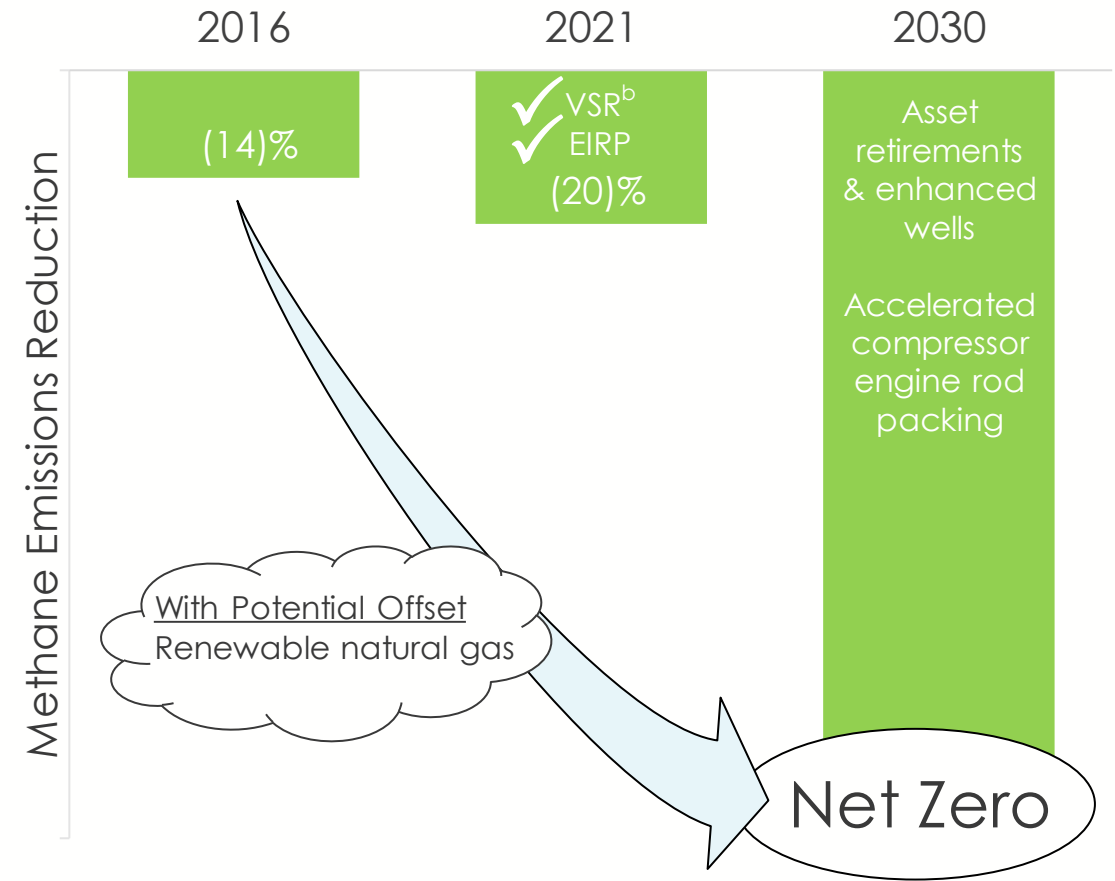 2016
2021
2030
Methane Emissions Reduction
(14)%
VSRᵇ
EIRP
(20)%
Asset
retirements
& enhanced
wells
Accelerated
compressor
engine rod
packing
With Potential Offset
Renewable natural gas
Net Zero